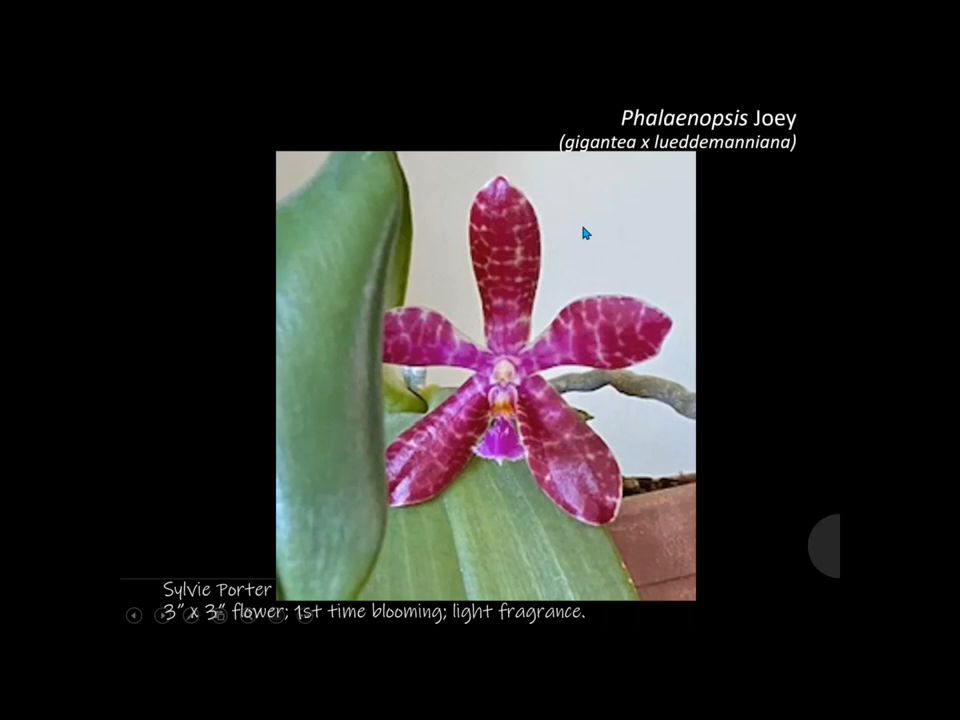 Phalaenopsis Joey
(gigantea x lueddemanniana)
Sylvie Porter
3" x 3" flower; 1st time blooming; light fragrance.